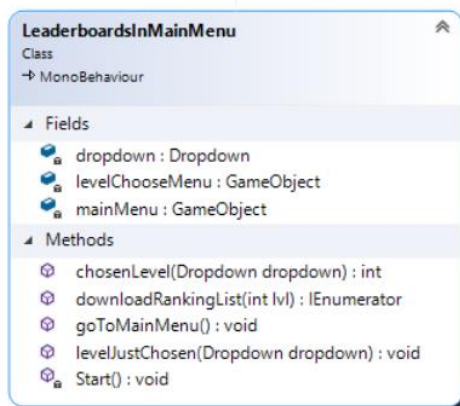 LeaderboardsInMainMenu
Class
MonoBehaviour
Fields
dropdown : Dropdown
levelChooseMenu : GameObject
mainMenu : GameObject
Methods
chosenLevel(Dropdown dropdown) : int
downloadRankingList(int lvl) : IEnumerator
goToMainMenu() : void
levelJustChosen(Dropdown dropdown) : void
Start() : void